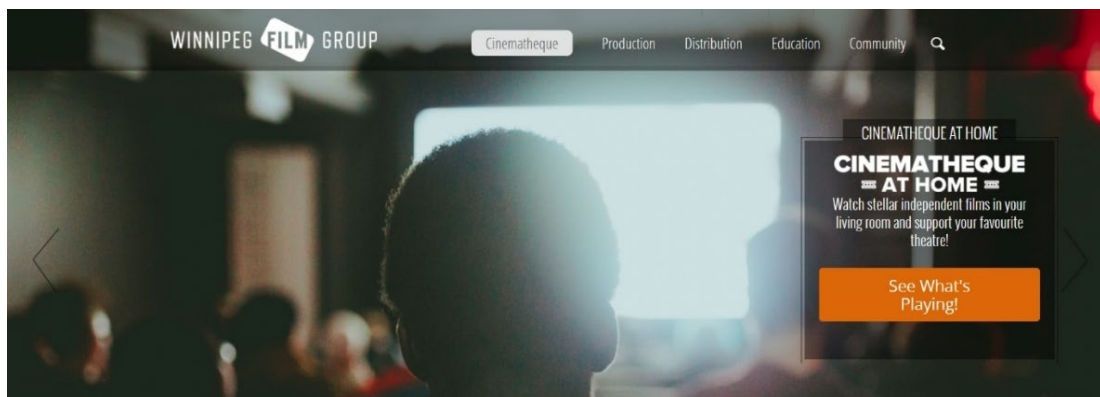 WINNIPEG FILM GROUP
Cinematheque Production Distribution Education Community
CINEMATHEQUE AT HOME
CINEMATHEQUE
AT HOME
Watch stellar independent films in your
living room and support your favourite
theatre!
See What's
Playing!